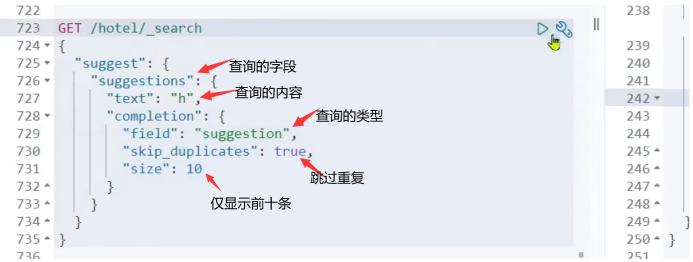 722
723 GET /hotel/_search
724 {
725 "suggest": {
查询的字段
726 "suggestions": {
727 "text": "h",
查询的内容
728 "completion": {
查询的类型
729 "field": "suggestion",
730 "skip_duplicates": true,
跳过重复
731 "size": 10
仅显示前十条
732 }
733 }
734 }
735 }
736
238
239
240
241
242
243
244
245
246
247
248
249 }
250 }
251